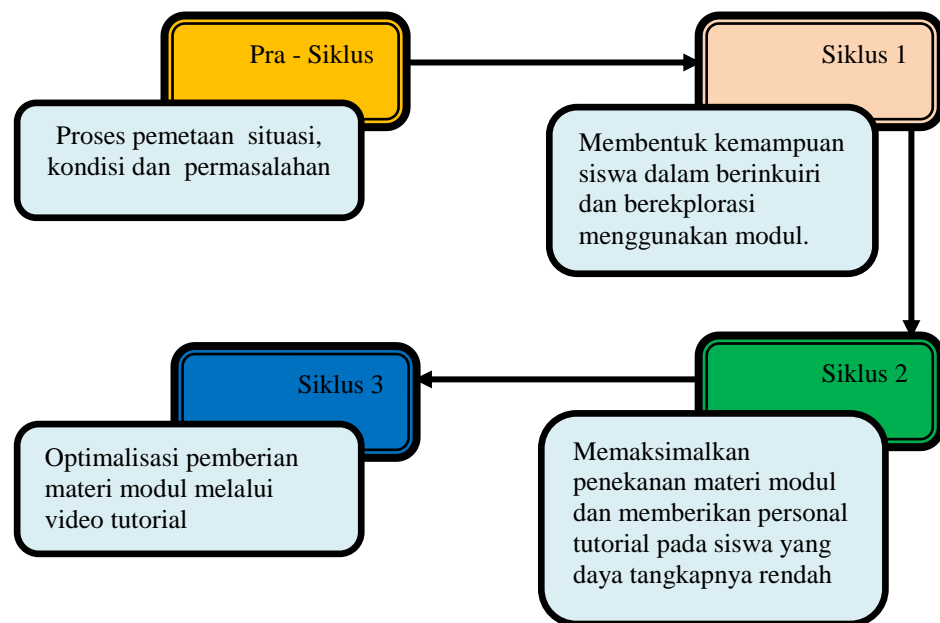 Pra - Siklus
Proses pemetaan situasi,
kondisi dan permasalahan
Siklus 1
Membentuk kemampuan
siswa dalam berinkuiri
dan berekplorasi
menggunakan modul.
Siklus 2
Memaksimalkan
penekanan materi modul
dan memberikan personal
tutorial pada siswa yang
daya tangkapnya rendah
Siklus 3
Optimalisasi pemberian
materi modul melalui
video tutorial